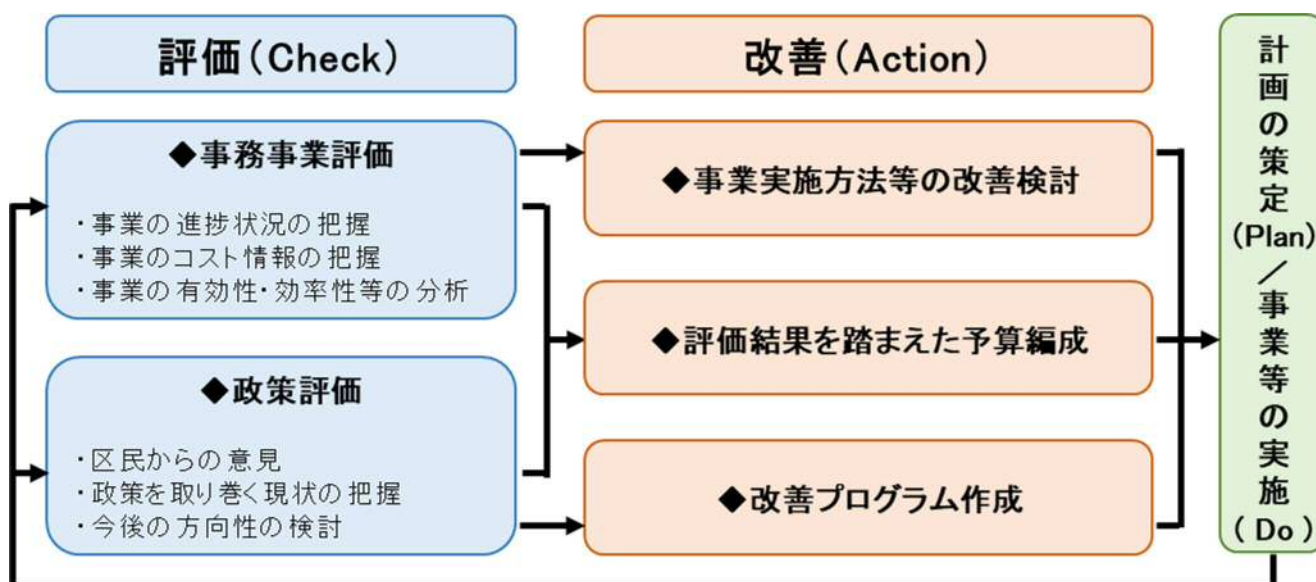 評価(Check)
◆事務事業評価
・事業の進捗状況の把握
・事業のコスト情報の把握
・事業の有効性・効率性等の分析
◆政策評価
・区民からの意見
・政策を取り巻く現状の把握
・今後の方向性の検討
改善(Action)
◆事業実施方法等の改善検討
◆評価結果を踏まえた予算編成
◆改善プログラム作成
計画の策定(Plan)/事業等の実施(Do)